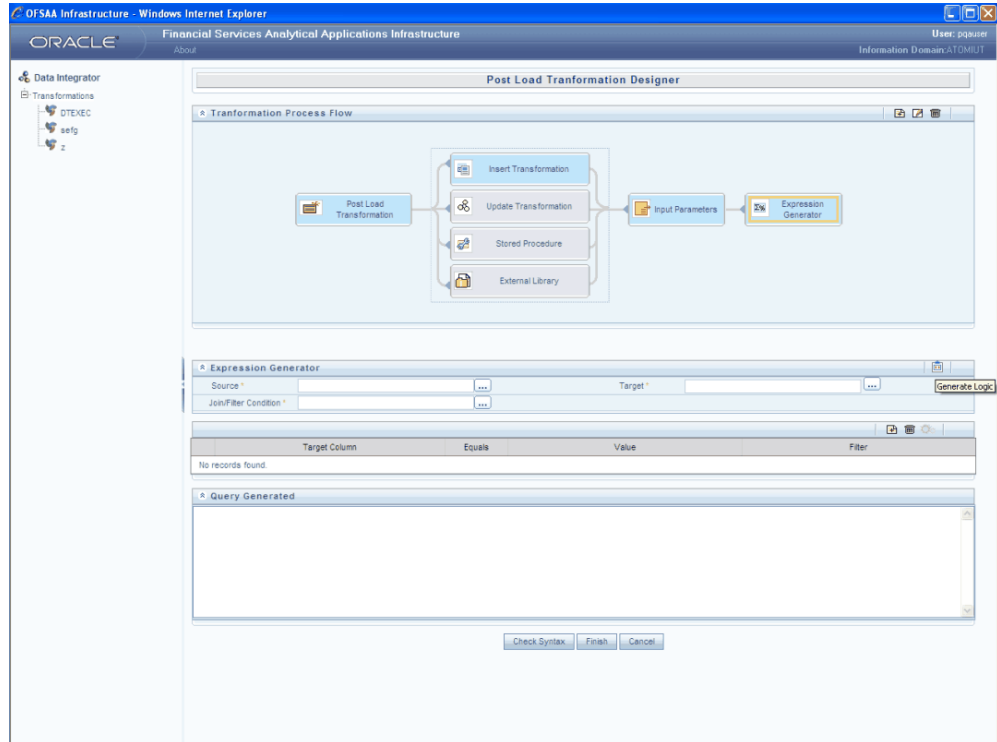 OFSAA Infrastructure - Windows Internet Explorer
ORACLE
Financial Services Analytical Applications Infrastructure
User: pqauser
About
Information Domain:ATOMIUT
Data Integrator
Transformations
DTEXEC
sefg
z
Post Load Tranformation Designer
Tranformation Process Flow
Post Load
Transformation
Insert Transformation
Update Transformation
Stored Procedure
External Library
Input Parameters
Expression
Generator
Expression Generator
Source *
...
Target *
...
Generate Logic
Join/Filter Condition *
...
Target Column Equals Value Filter
No records found.
Query Generated
Check Syntax Finish Cancel